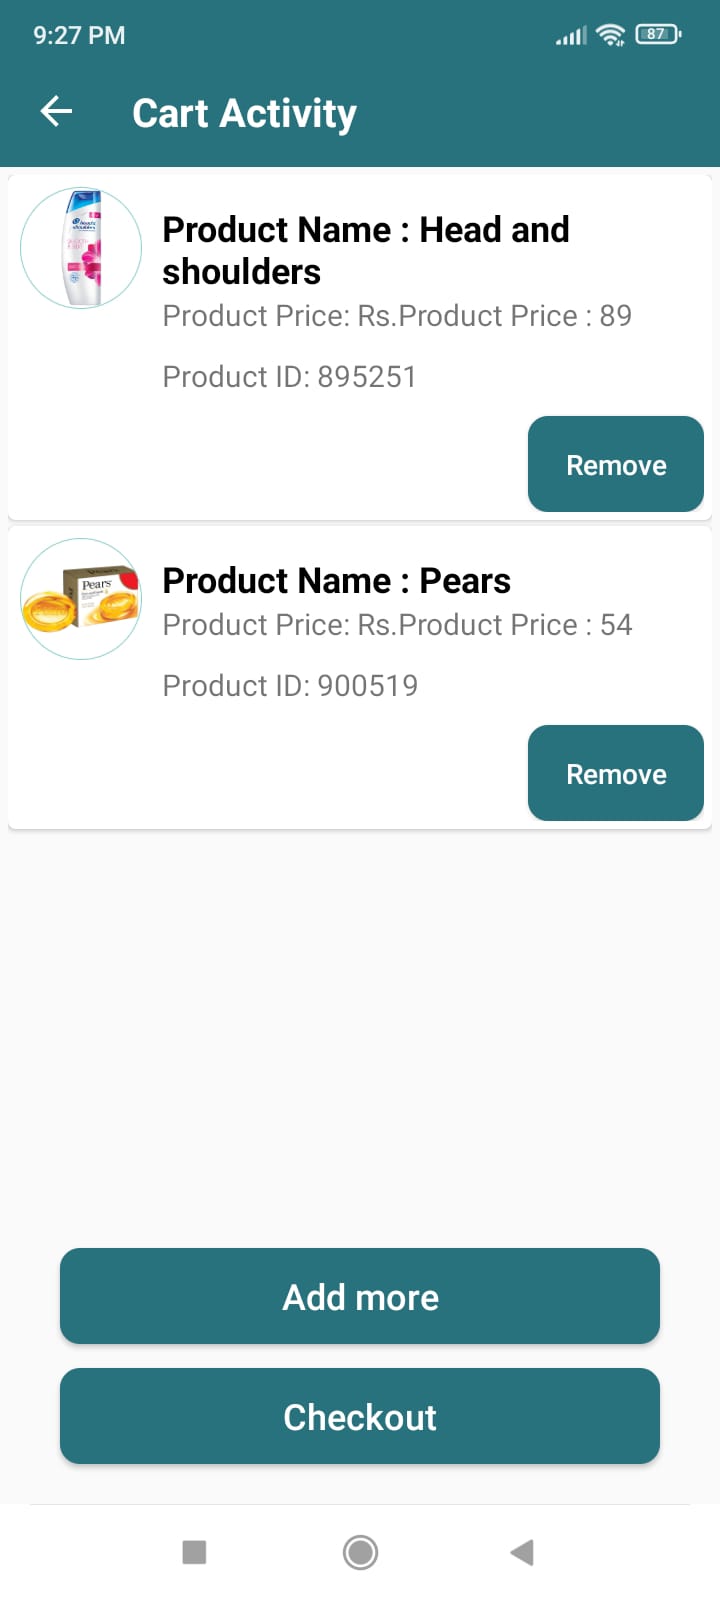 9:27 PM
87
Cart Activity
Product Name : Head and
shoulders
Product Price: Rs.Product Price : 89
Product ID: 895251
Remove
Pears
Product Name : Pears
Product Price: Rs.Product Price : 54
Product ID: 900519
Remove
Add more
Checkout